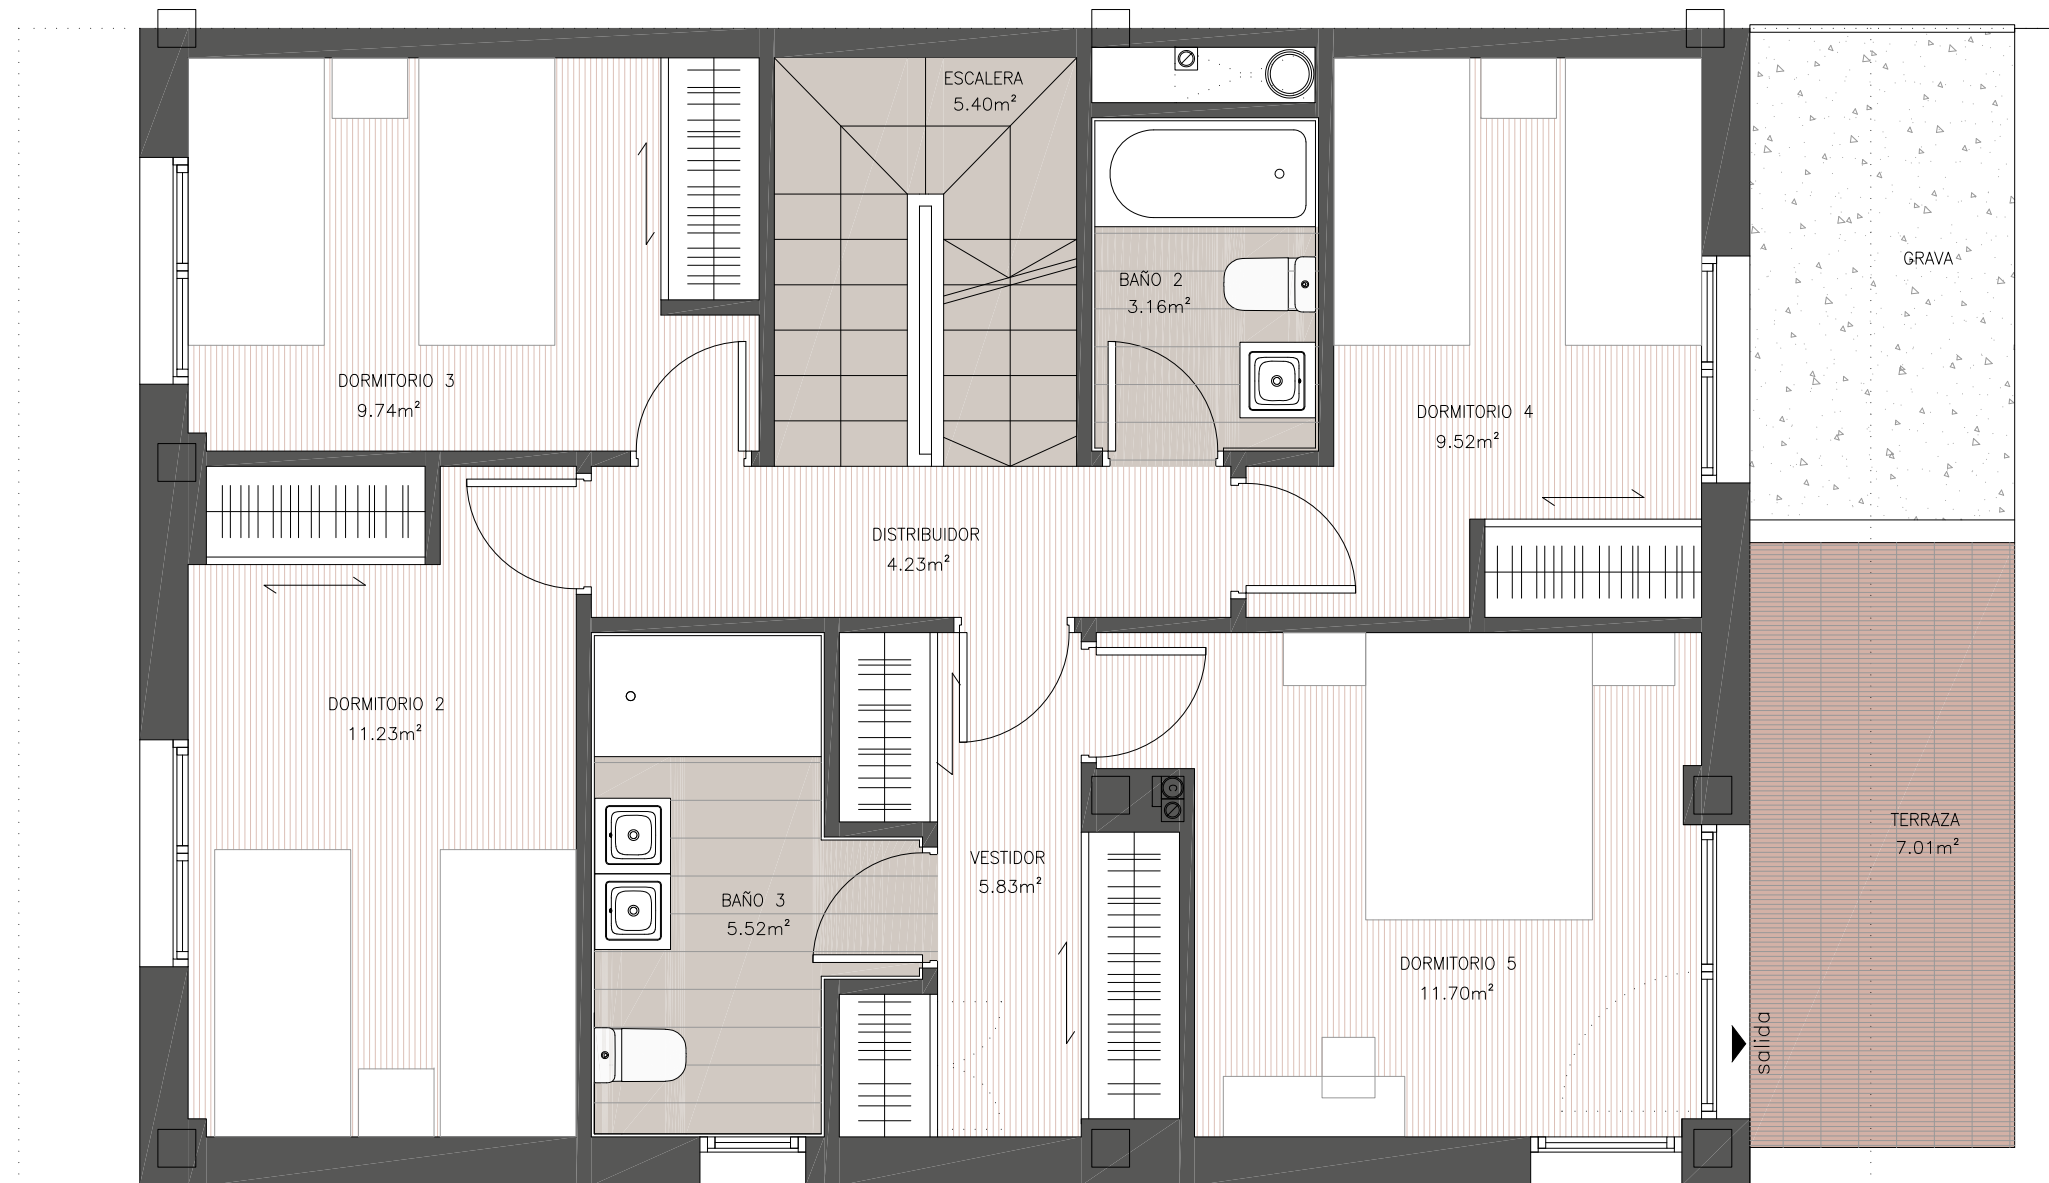 ESCALERA
5.40m²
GRAVA
BAÑO 2
3.16m²
DORMITORIO 3
9.74m²
DORMITORIO 4
9.52m²
DISTRIBUIDOR
4.23m²
DORMITORIO 2
11.23m²
C
TERRAZA
7.01m²
VESTIDOR
5.83m²
BAÑO 3
5.52m²
DORMITORIO 5
11.70m²
salida